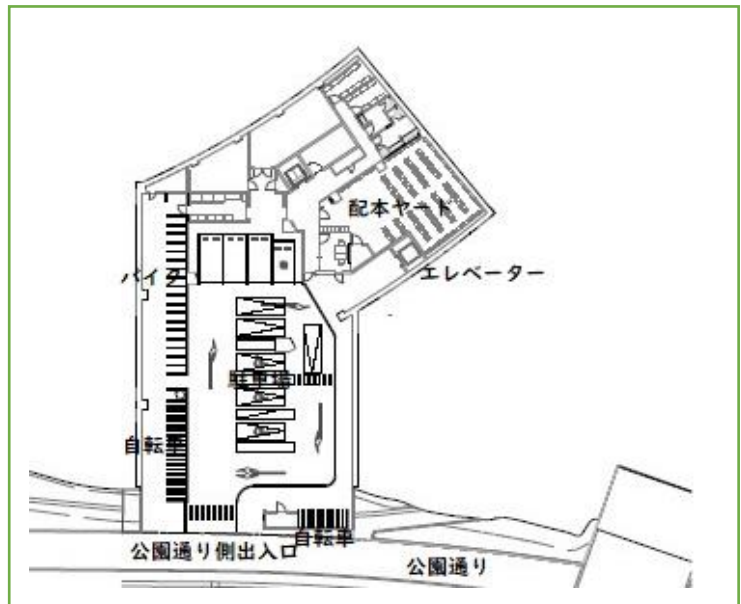 配本ヤード
バイク
エレベーター
駐車場
自転車
自転車
公園通り側出入口
公園通り